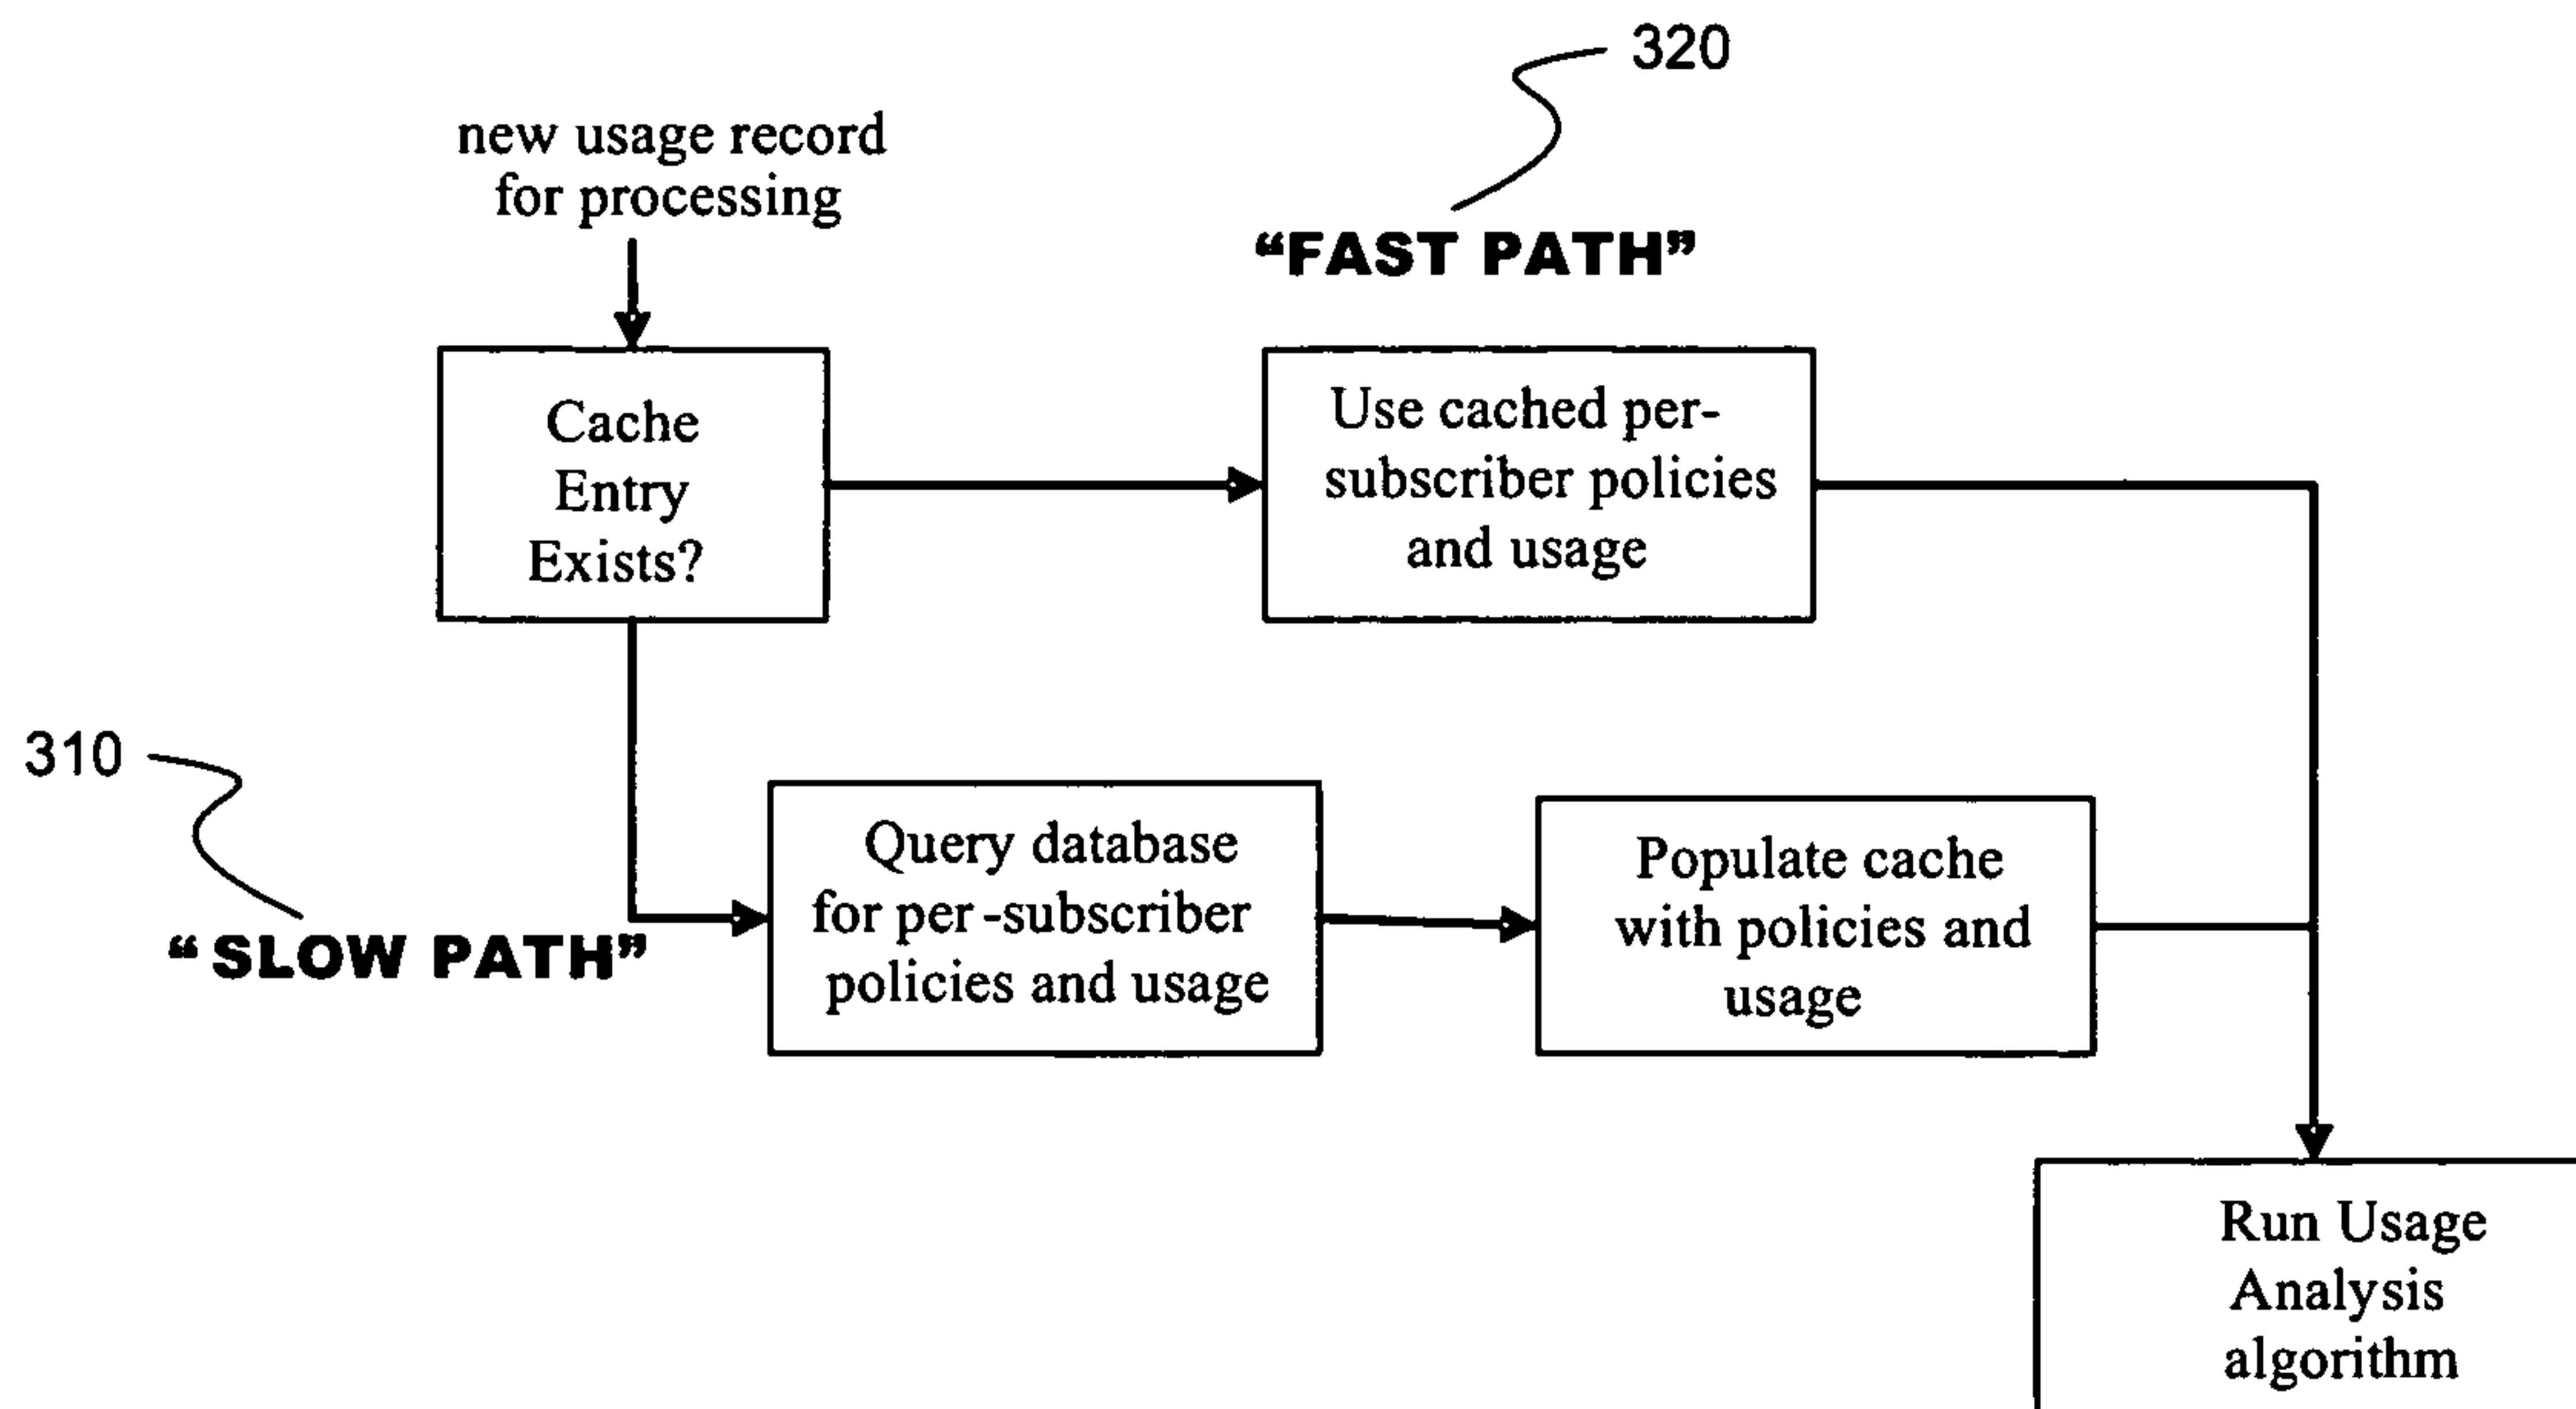 320
new usage record
for processing
“FAST PATH”
Cache
Entry
Exists?
Use cached per-
subscriber policies
and usage
310
“SLOW PATH”
Query database
for per-subscriber
policies and usage
Populate cache
with policies and
usage
Run Usage
Analysis
algorithm